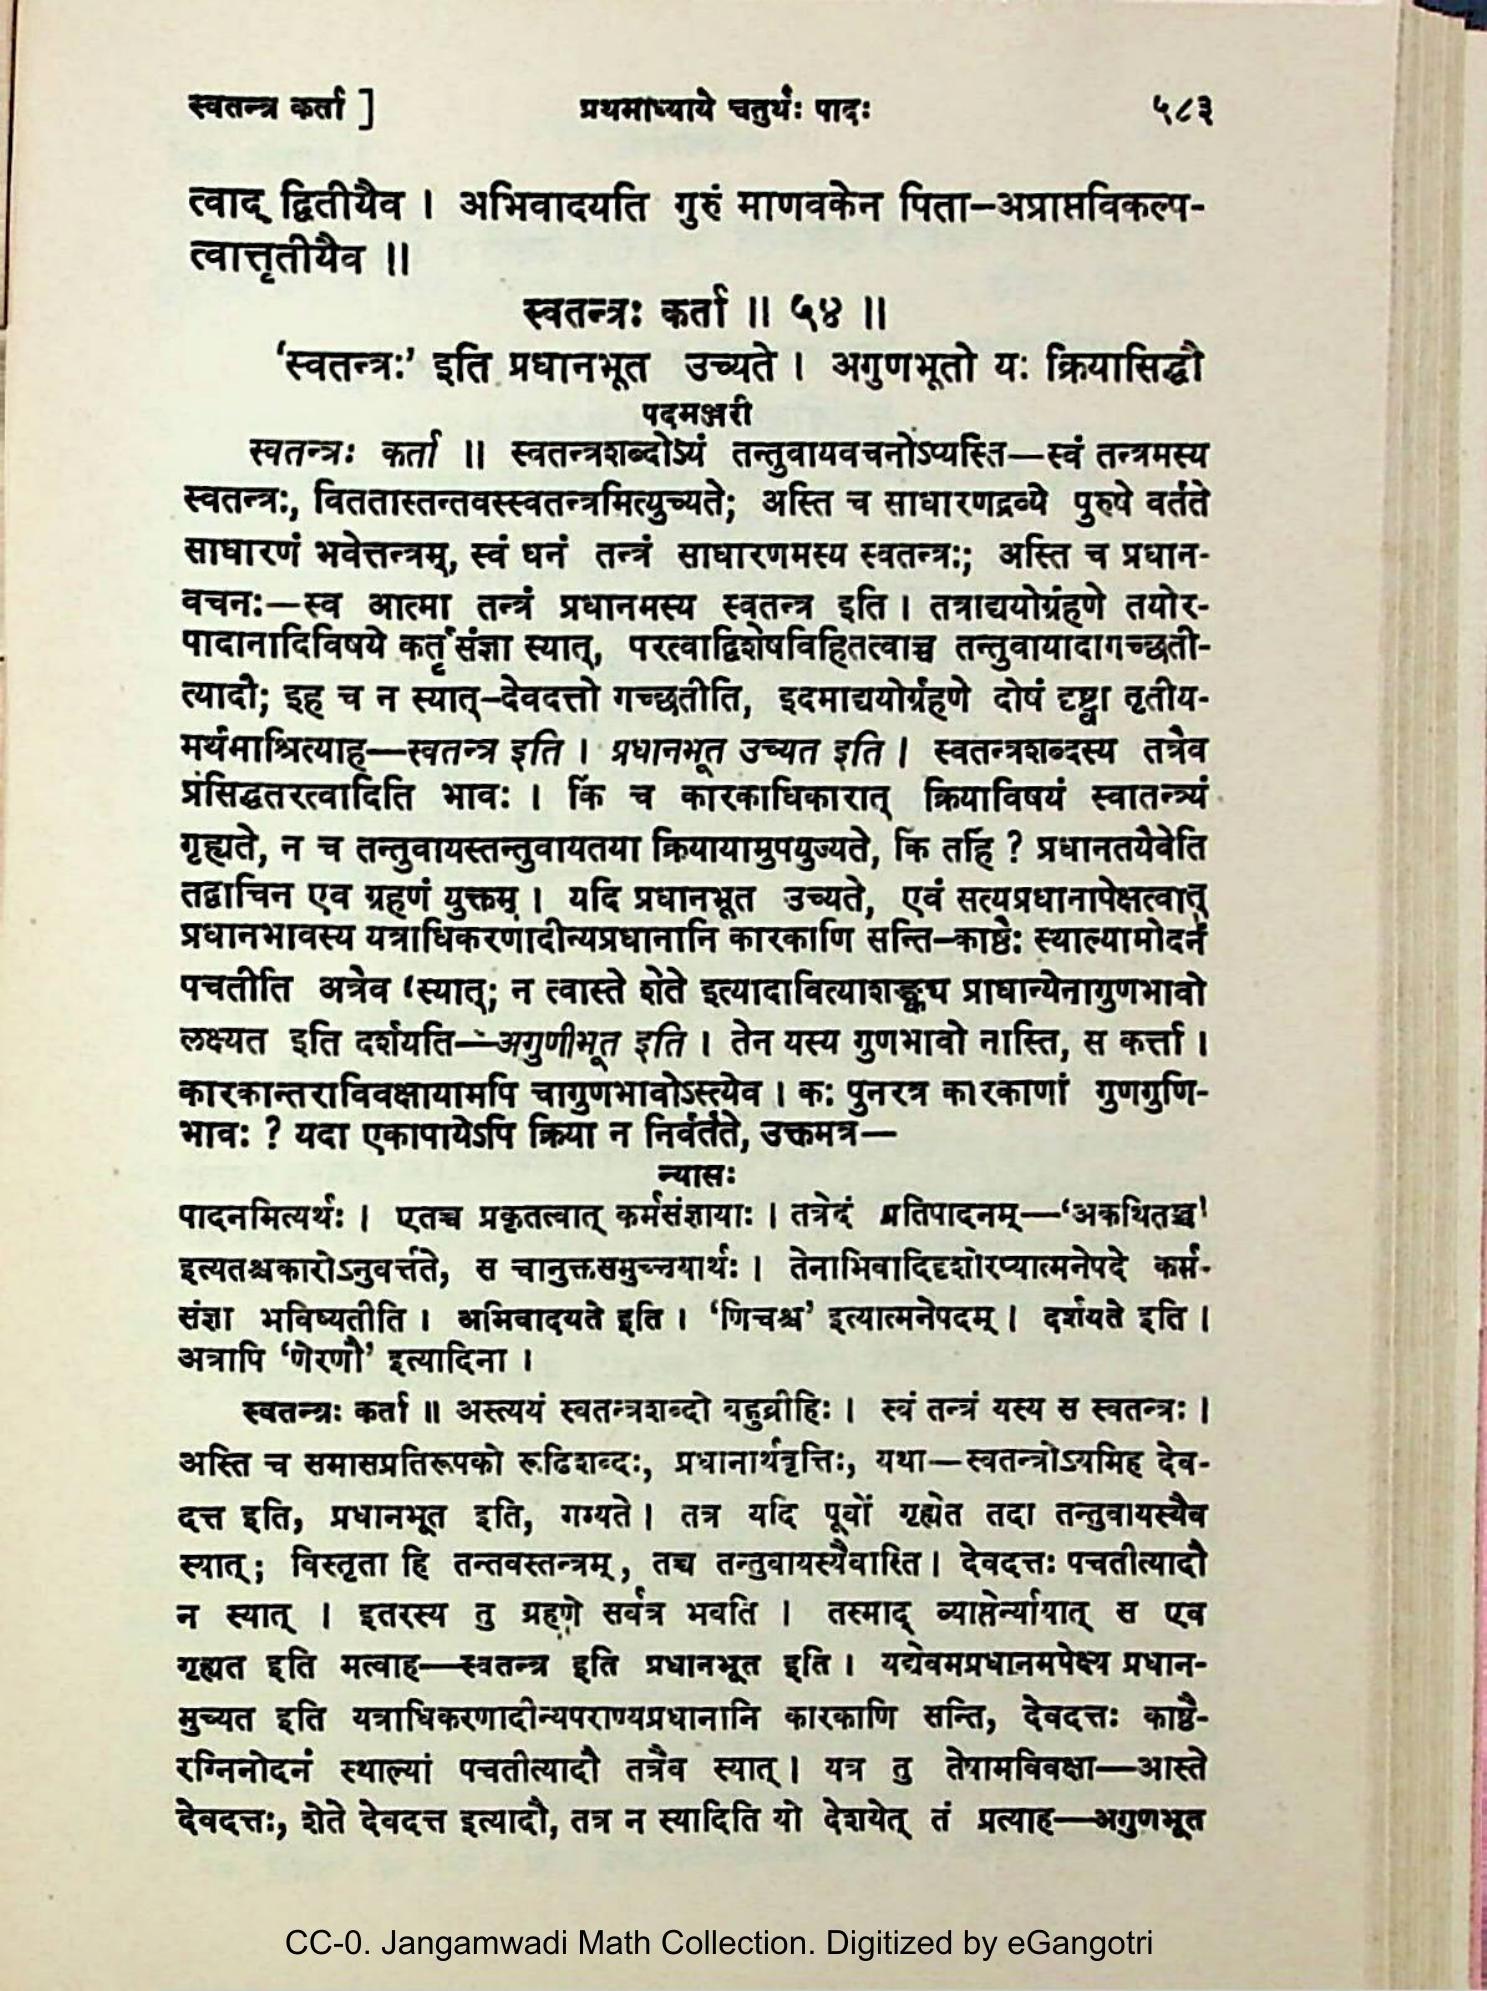 स्वतन्त्र कर्ता ] प्रथमाध्याये चतुर्थः पादः ५८३
त्वाद् द्वितीयैव । अभिवादयति गुरुं माणवकेन पिता–अप्राप्तविकल्प-
त्वात्तृतीयैव ॥
स्वतन्त्रः कर्ता ॥ ५४ ॥
‘स्वतन्त्रः’ इति प्रधानभूत उच्यते । अगुणभूतो यः क्रियासिद्धौ
पदमञ्जरी
स्वतन्त्रः कर्ता ॥ स्वतन्त्रशब्दोऽयं तन्तुवायवचनोऽप्यस्ति—स्वं तन्त्रमस्य
स्वतन्त्रः, विततास्तन्तवस्स्वतन्त्रमित्युच्यते; अस्ति च साधारणद्रव्ये पुरुषे वर्तते
साधारणं भवेत्तन्त्रम्, स्वं धनं तन्त्रं साधारणमस्य स्वतन्त्रः; अस्ति च प्रधान-
वचनः—स्व आत्मा तन्त्रं प्रधानमस्य स्वतन्त्र इति । तत्राद्ययोर्ग्रहणे तयोर-
पादानादिविषये कर्तृसंज्ञा स्यात्, परत्वाद्विशेषविहितत्वाच्च तन्तुवायादागच्छती-
त्यादौ; इह च न स्यात्–देवदत्तो गच्छतीति, इदमाद्ययोर्ग्रहणे दोषं दृष्ट्वा तृतीय-
मर्थमाश्रित्याह—स्वतन्त्र इति । प्रधानभूत उच्यत इति । स्वतन्त्रशब्दस्य तत्रैव
प्रसिद्धतरत्वादिति भावः । किं च कारकाधिकारात् क्रियाविषयं स्वातन्त्र्यं
गृह्यते, न च तन्तुवायस्तन्तुवायतया क्रियायामुपयुज्यते, किं तर्हि ? प्रधानतयैवेति
तद्वाचिन एव ग्रहणं युक्तम् । यदि प्रधानभूत उच्यते, एवं सत्यप्रधानापेक्षत्वात्
प्रधानभावस्य यत्राधिकरणादीन्यप्रधानानि कारकाणि सन्ति–काष्ठैः स्थाल्यामोदनं
पचतीति अत्रैव ‘स्यात्; न त्वास्ते शेते इत्यादावित्याशङ्क्य प्राधान्येनागुणभावो
लक्ष्यत इति दर्शयति—अगुणीभूत इति । तेन यस्य गुणभावो नास्ति, स कर्त्ता ।
कारकान्तराविवक्षायामपि चागुणभावोऽस्त्येव । कः पुनरत्र कारकाणां गुणगुणि-
भावः ? यदा एकापायेऽपि क्रिया न निर्वर्तते, उक्तमत्र—
न्यासः
पादनमित्यर्थः । एतच्च प्रकृतत्वात् कर्मसंज्ञायाः । तत्रेदं प्रतिपादनम्—‘अकथितञ्च’
इत्यतश्चकारोऽनुवर्त्तते, स चानुक्तसमुच्चयार्थः । तेनाभिवादिदृशोरप्यात्मनेपदे कर्म-
संज्ञा भविष्यतीति । अभिवादयते इति । ‘णिचश्च’ इत्यात्मनेपदम् । दर्शयते इति ।
अत्रापि ‘णेरणौ’ इत्यादिना ।
स्वतन्त्रः कर्ता ॥ अस्त्ययं स्वतन्त्रशब्दो बहुव्रीहिः । स्वं तन्त्रं यस्य स स्वतन्त्रः ।
अस्ति च समासप्रतिरूपको रूढिशब्दः, प्रधानार्थवृत्तिः, यथा—स्वतन्त्रोऽयमिह देव-
दत्त इति, प्रधानभूत इति, गम्यते । तत्र यदि पूर्वो गृह्येत तदा तन्तुवायस्यैव
स्यात्; विस्तृता हि तन्तवस्तन्त्रम्, तच्च तन्तुवायस्यैवास्ति । देवदत्तः पचतीत्यादौ
न स्यात् । इतरस्य तु ग्रहणे सर्वत्र भवति । तस्माद् व्याप्तेर्न्यायात् स एव
गृह्यत इति मत्वाह—स्वतन्त्र इति प्रधानभूत इति । यद्येवमप्रधानमपेक्ष्य प्रधान-
मुच्यत इति यत्राधिकरणादीन्यपराण्यप्रधानानि कारकाणि सन्ति, देवदत्तः काष्ठै-
रग्निनोदनं स्थाल्यां पचतीत्यादौ तत्रैव स्यात् । यत्र तु तेषामविवक्षा—आस्ते
देवदत्तः, शेते देवदत्त इत्यादौ, तत्र न स्यादिति यो देशयेत् तं प्रत्याह—अगुणभूत
CC-0. Jangamwadi Math Collection. Digitized by eGangotri